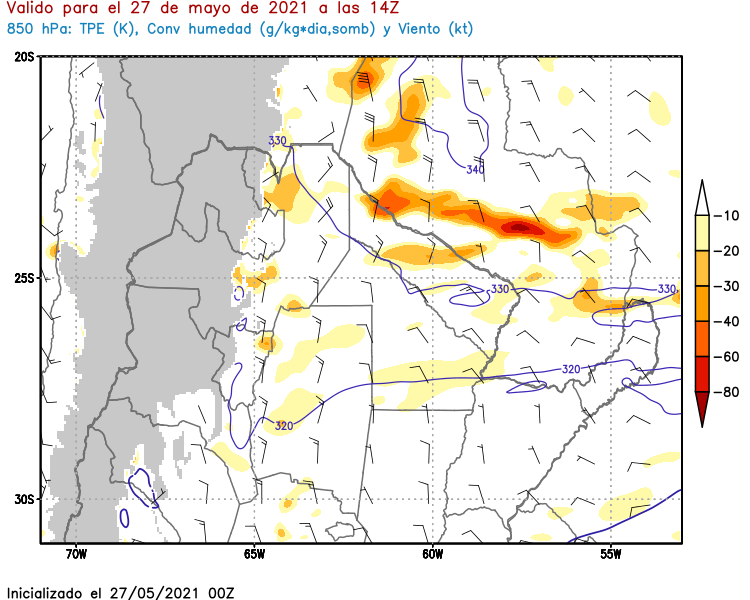 Valido para el 27 de mayo de 2021 a las 14Z
850 hPa: TPE (K), Conv humedad (g/kg*dia,somb) y Viento (kt)
20S
330
340
-10
-20
25S
330
330
-30
-40
-60
320
-80
320
30S
70W 65W 60W 55W
Inicializado el 27/05/2021 00Z